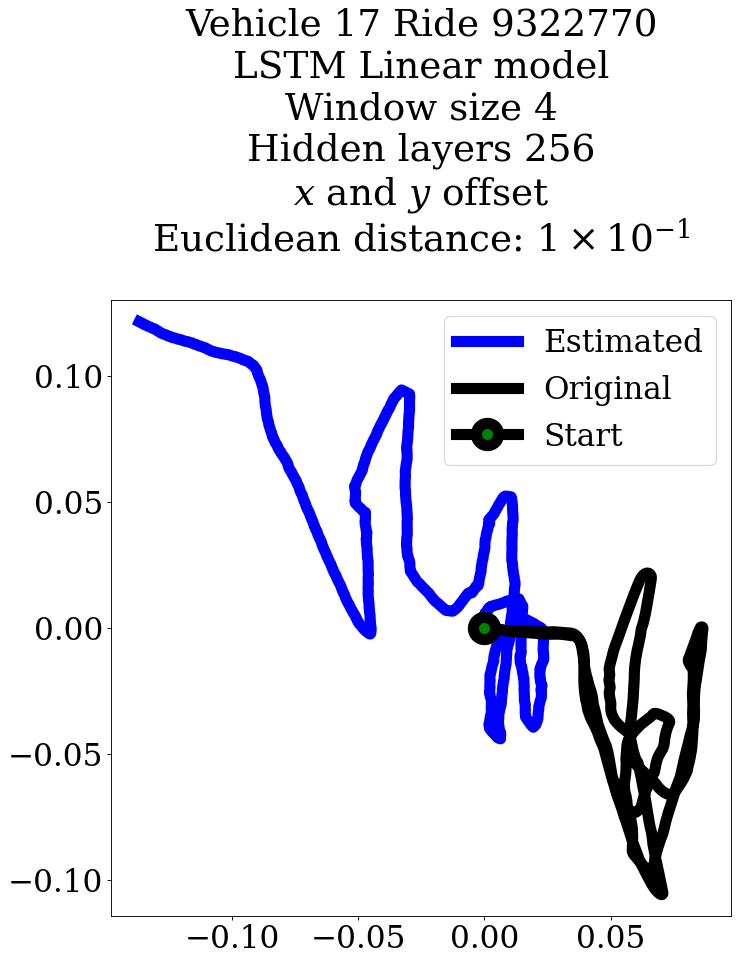 Vehicle 17 Ride 9322770
LSTM Linear model
Window size 4
Hidden layers 256
x and y offset
Euclidean distance: 1 × 10⁻¹
Estimated
Original
Start
0.10
0.05
0.00
−0.05
−0.10
−0.10 −0.05 0.00 0.05